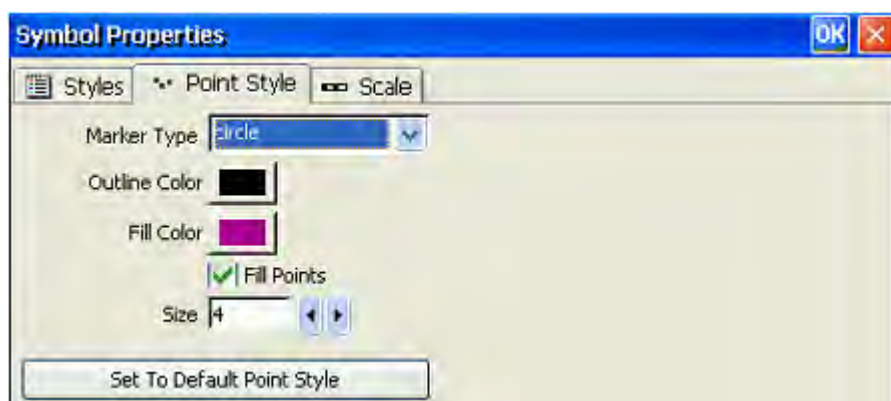 Symbol Properties OK
Styles Point Style Scale
Marker Type circle
Outline Color
Fill Color
Fill Points
Size 4
Set To Default Point Style